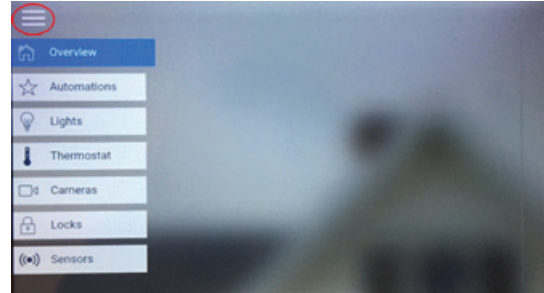 Overview
Automations
Lights
Thermostat
Cameras
Locks
Sensors